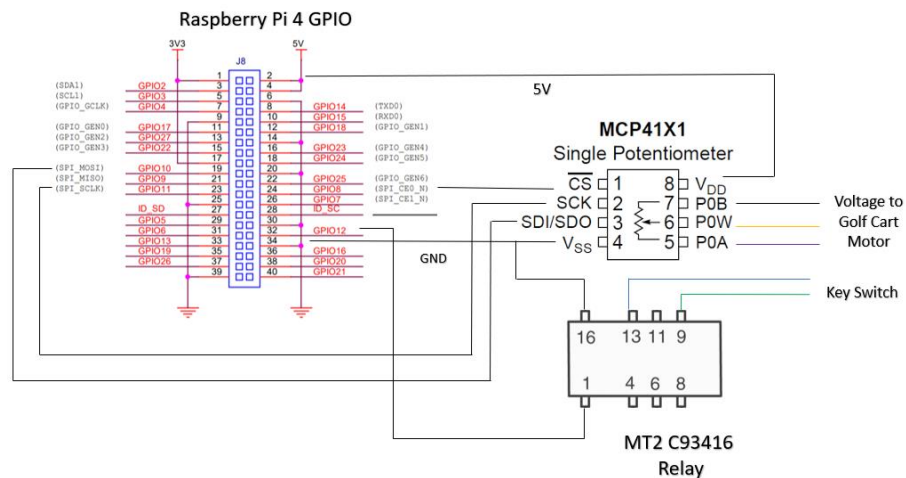 Raspberry Pi 4 GPIO
3V3
5V
J8
1 2
(SDA1) GPIO2 3 4
(SCL1) GPIO3 5 6
(GPIO_GCLK) GPIO4 7 8 GPIO14 (TXD0)
9 10 GPIO15 (RXD0)
(GPIO_GEN0) GPIO17 11 12 GPIO18 (GPIO_GEN1)
(GPIO_GEN2) GPIO27 13 14
(GPIO_GEN3) GPIO22 15 16 GPIO23 (GPIO_GEN4)
17 18 GPIO24 (GPIO_GEN5)
(SPI_MOSI) GPIO10 19 20
(SPI_MISO) GPIO9 21 22 GPIO25 (GPIO_GEN6)
(SPI_SCLK) GPIO11 23 24 GPIO8 (SPI_CE0_N)
25 26 GPIO7 (SPI_CE1_N)
ID_SD 27 28 ID_SC
GPIO5 29 30
GPIO6 31 32 GPIO12
GPIO13 33 34
GPIO19 35 36 GPIO16
GPIO26 37 38 GPIO20
39 40 GPIO21
5V
GND
MCP41X1
Single Potentiometer
CS 1 8 VDD
SCK 2 7 P0B
SDI/SDO 3 6 P0W
VSS 4 5 P0A
Voltage to
Golf Cart
Motor
Key Switch
16 13 11 9
1 4 6 8
MT2 C93416
Relay